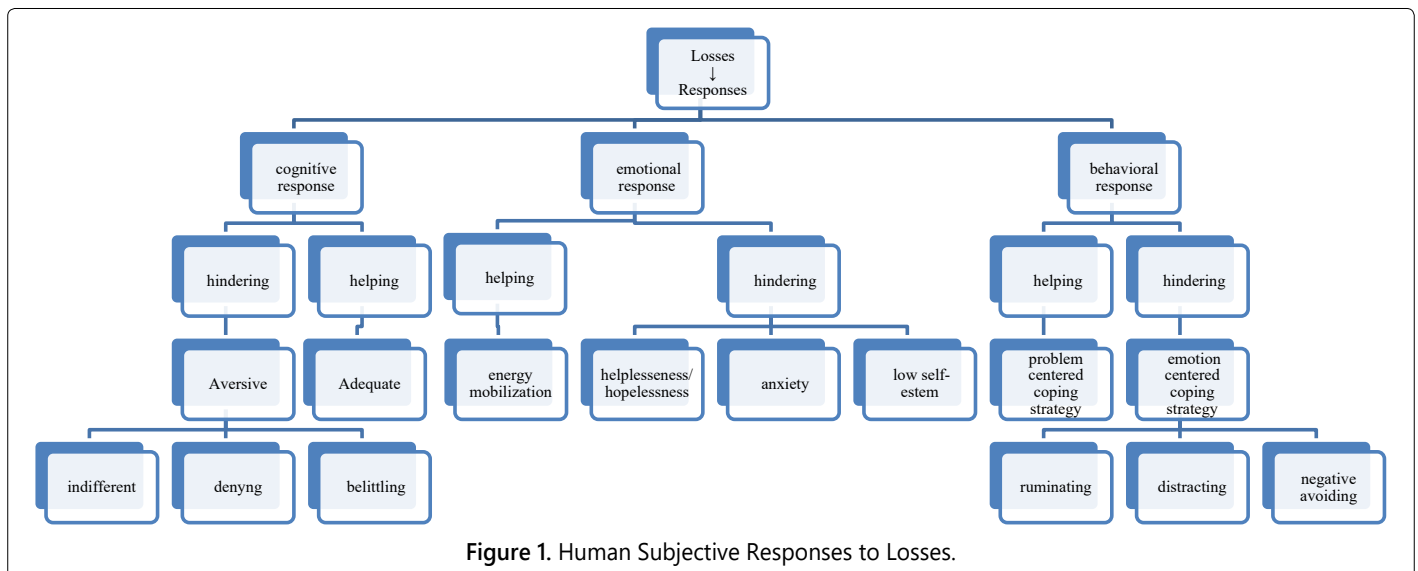 Losses
↓
Responses
cognitíve
response
emotional
response
behavioral
response
hindering
helping
helping
hindering
helping
hindering
Aversive
Adequate
energy
mobilization
helplesseness/
hopelessness
anxiety
low self-
estem
problem
centered
coping
strategy
emotion
centered
coping
strategy
indifferent
denyng
belittling
ruminating
distracting
negative
avoiding
Figure 1. Human Subjective Responses to Losses.